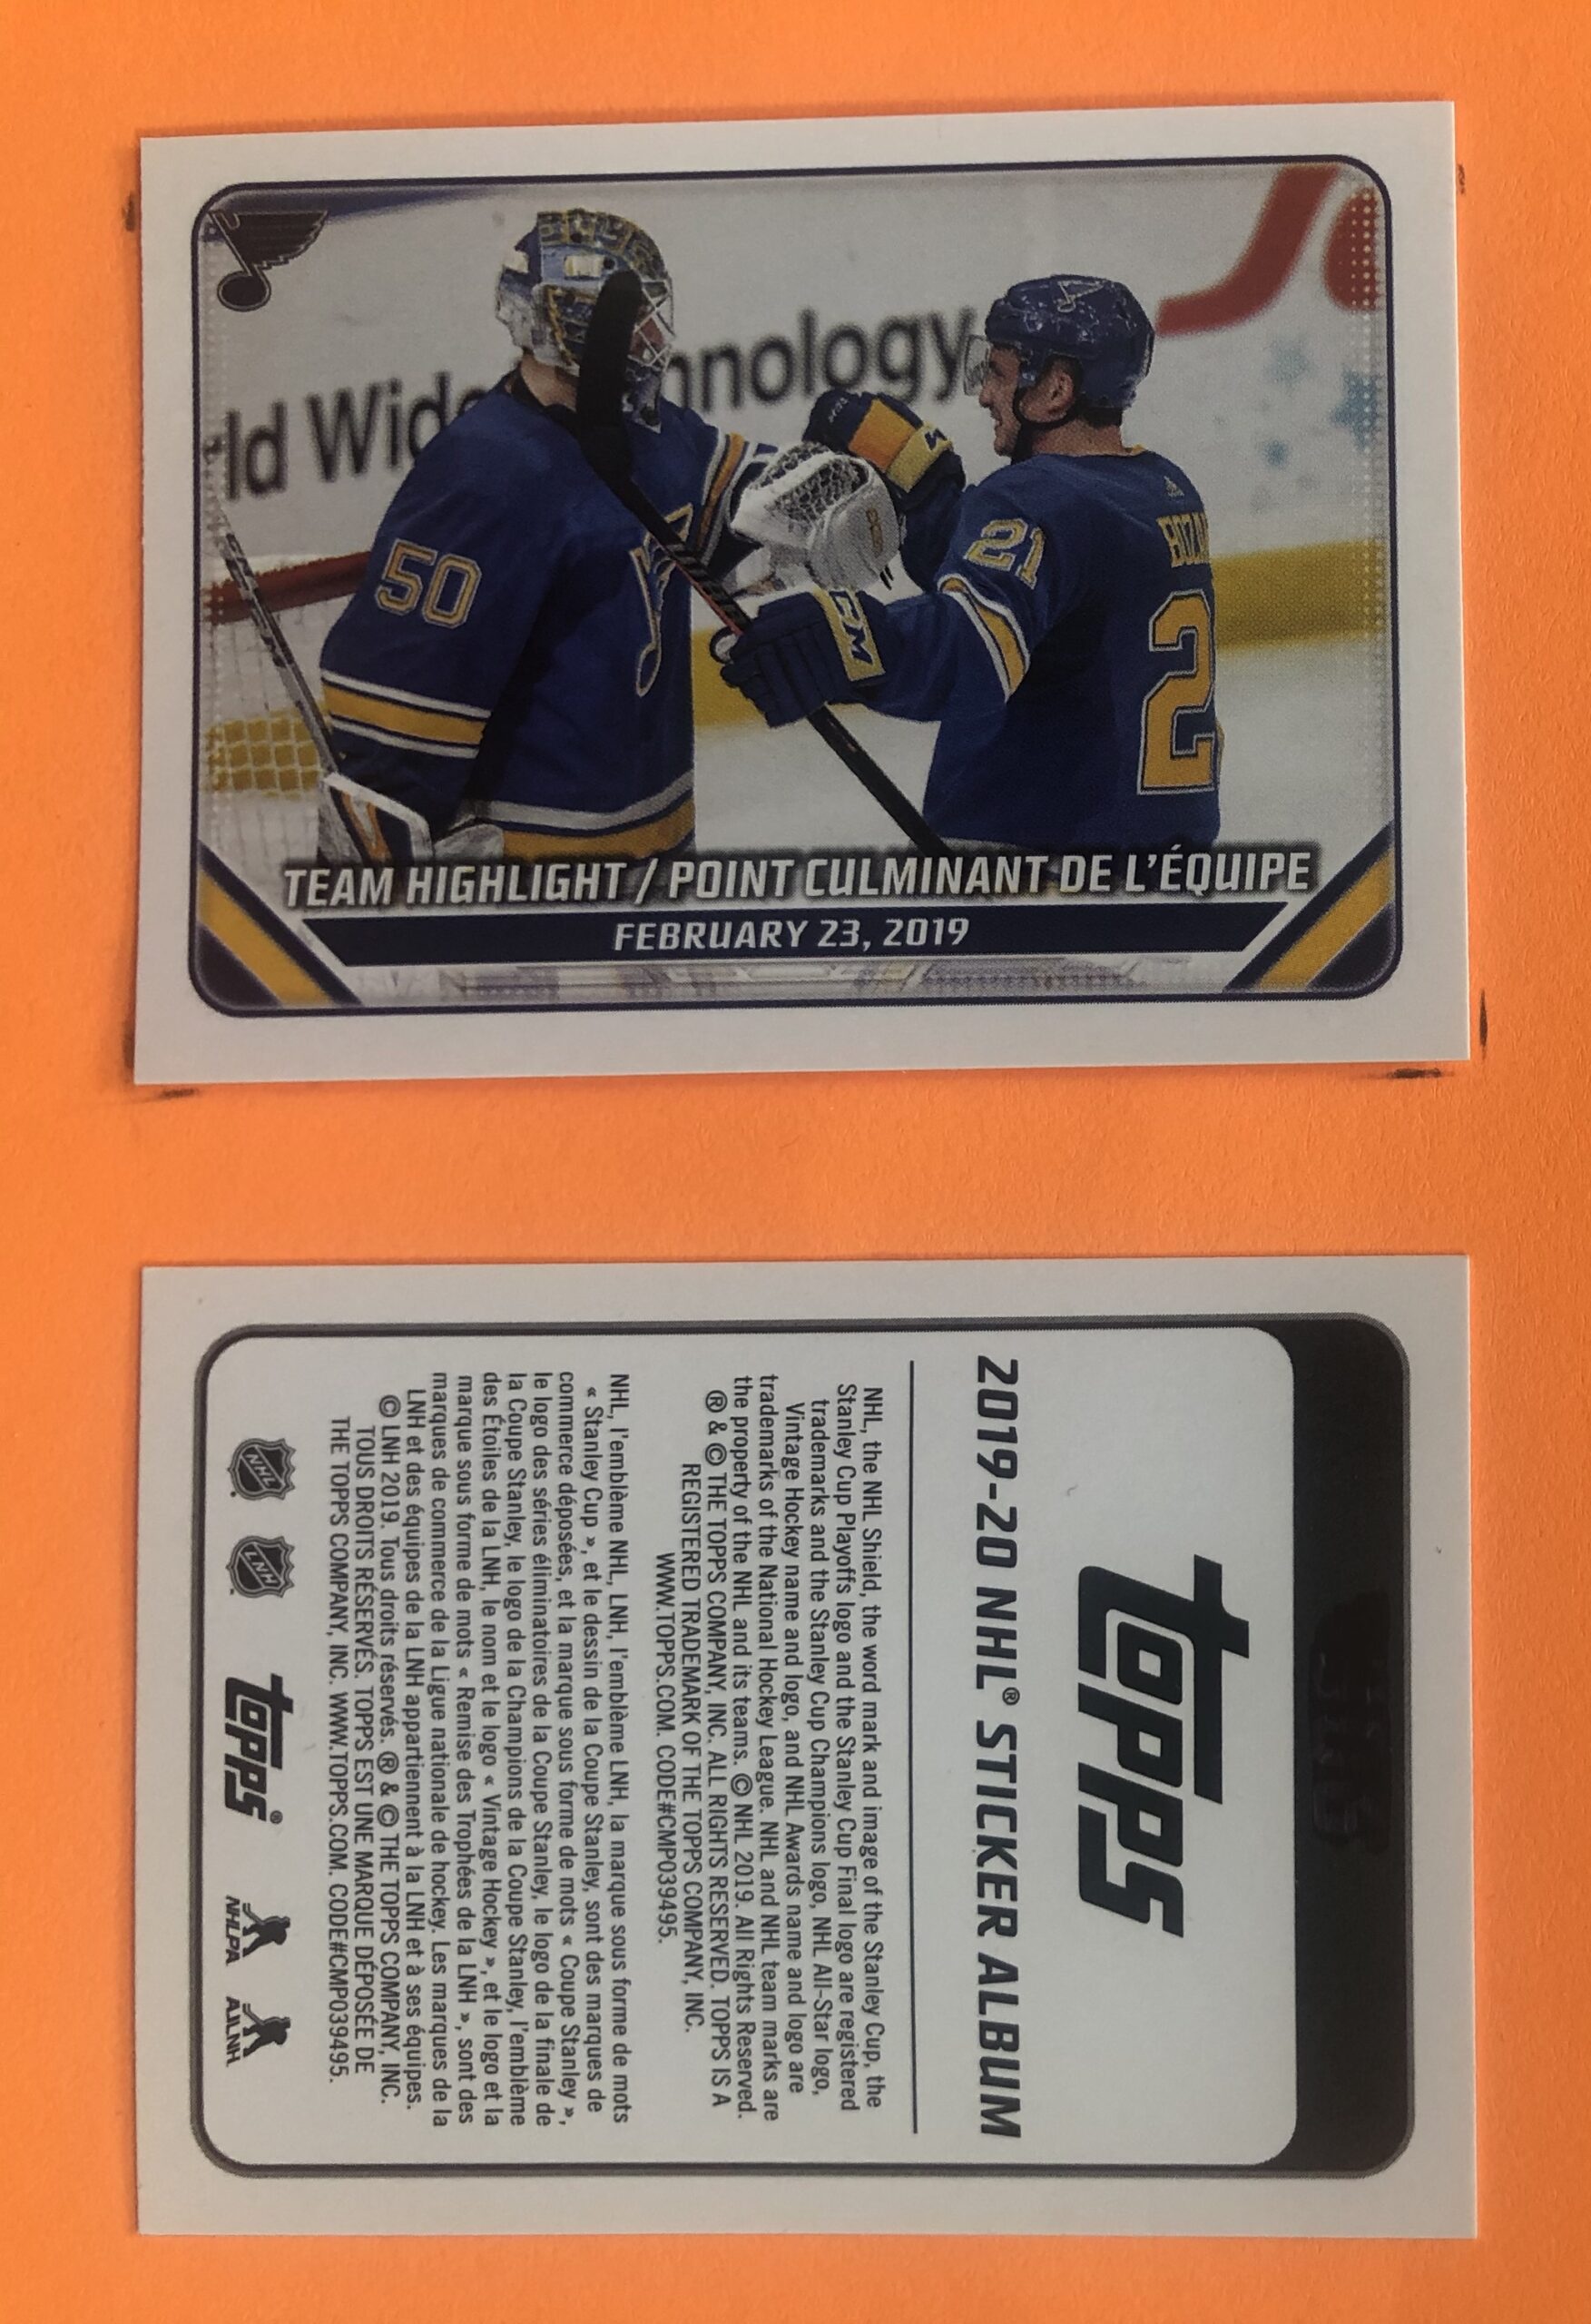 ld Wide
hnology
50
21
BOZA
2
CCM
TEAM HIGHLIGHT / POINT CULMINANT DE L'ÉQUIPE
FEBRUARY 23, 2019
topps
2019-20 NHL® STICKER ALBUM
NHL, the NHL Shield, the word mark and image of the Stanley Cup, the
Stanley Cup Playoffs logo and the Stanley Cup Final logo are registered
trademarks and the Stanley Cup Champions logo, NHL All-Star logo,
Vintage Hockey name and logo, and NHL Awards name and logo are
trademarks of the National Hockey League. NHL and NHL team marks are
the property of the NHL and its teams. © NHL 2019. All Rights Reserved.
® & © THE TOPPS COMPANY, INC. ALL RIGHTS RESERVED. TOPPS IS A
REGISTERED TRADEMARK OF THE TOPPS COMPANY, INC.
WWW.TOPPS.COM. CODE#CMP039495.
NHL, l'emblème NHL, LNH, l'emblème LNH, la marque sous forme de mots
« Stanley Cup », et le dessin de la Coupe Stanley, sont des marques de
commerce déposées, et la marque sous forme de mots « Coupe Stanley »,
le logo des séries éliminatoires de la Coupe Stanley, le logo de la finale de
la Coupe Stanley, le logo de la Champions de la Coupe Stanley, l'emblème
des Étoiles de la LNH, le nom et le logo « Vintage Hockey », et le logo et la
marque sous forme de mots « Remise des Trophées de la LNH », sont des
marques de commerce de la Ligue nationale de hockey. Les marques de la
LNH et des équipes de la LNH appartiennent à la LNH et à ses équipes.
© LNH 2019. Tous droits réservés. ® & © THE TOPPS COMPANY, INC.
TOUS DROITS RÉSERVÉS. TOPPS EST UNE MARQUE DÉPOSÉE DE
THE TOPPS COMPANY, INC. WWW.TOPPS.COM. CODE#CMP039495.
NHL LNH topps® NHLPA AJLNH